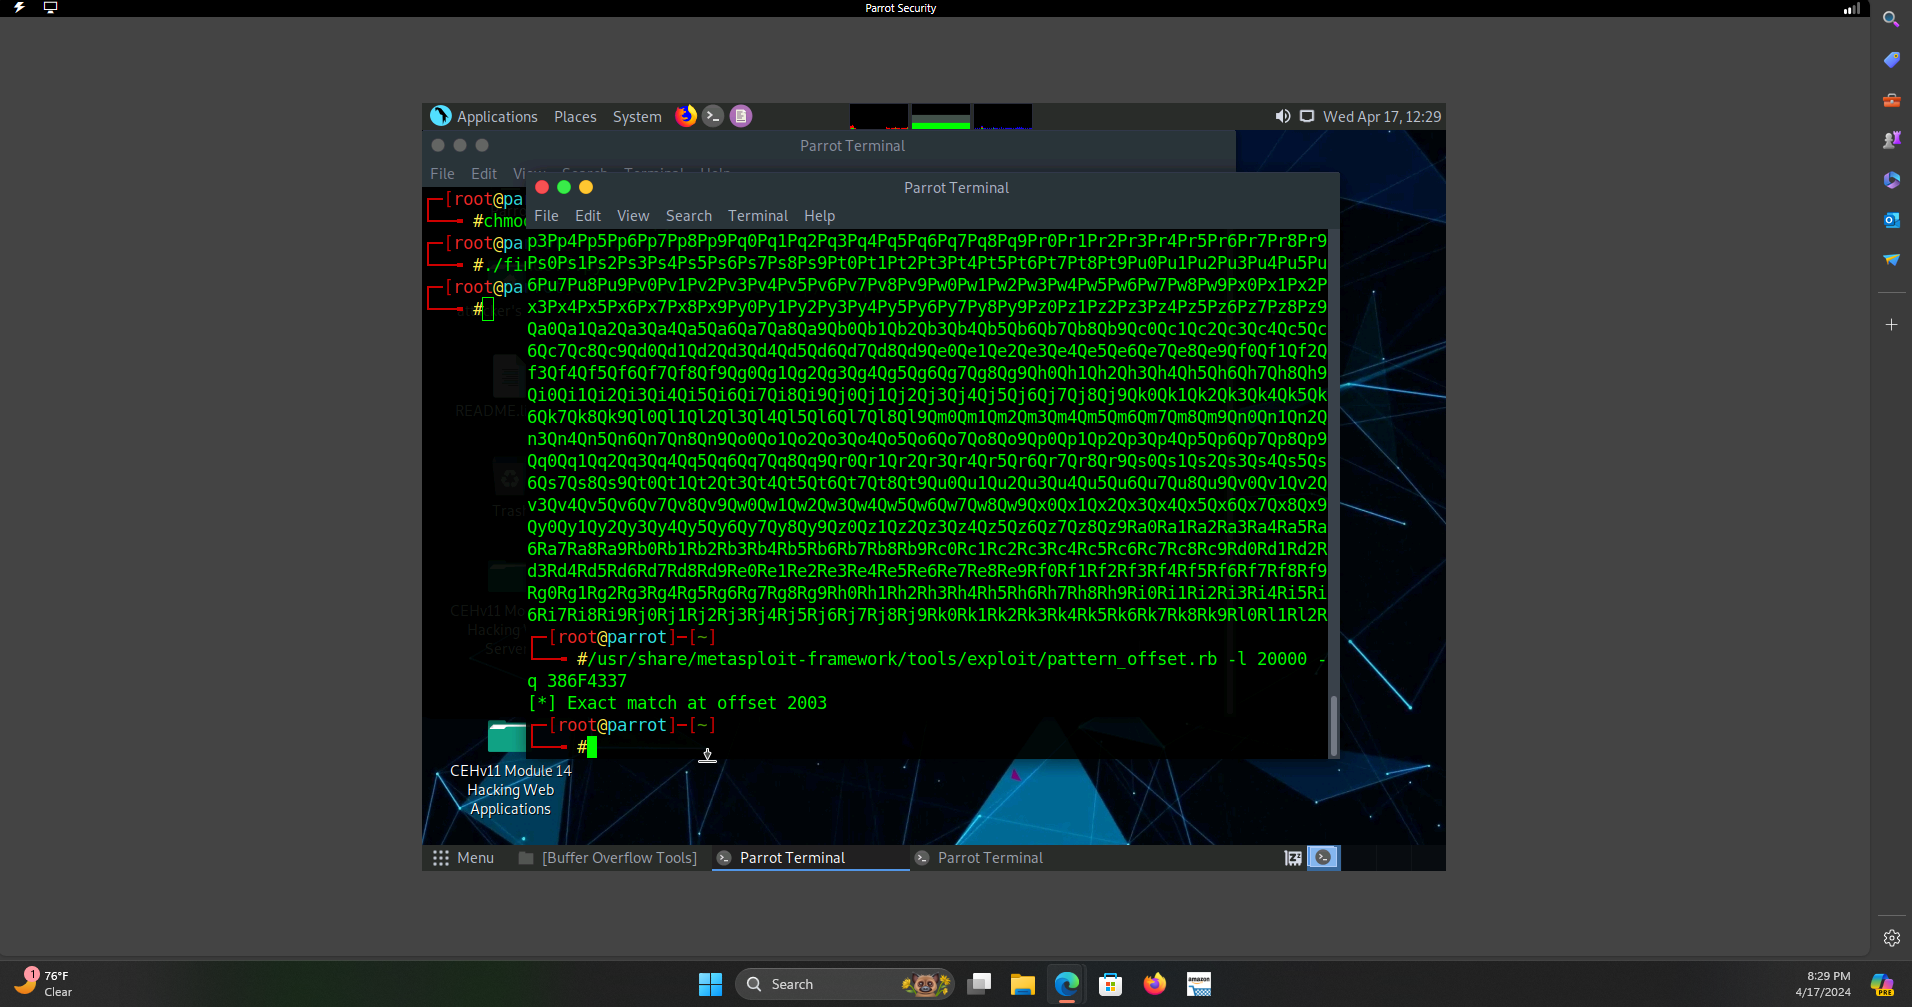 Parrot Security
Applications Places System Wed Apr 17, 12:29
Parrot Terminal
File Edit
[root@pa
#chmo
[root@pa
#./fi
[root@pa
#
Parrot Terminal
File Edit View Search Terminal Help
p3Pp4Pp5Pp6Pp7Pp8Pp9Pq0Pq1Pq2Pq3Pq4Pq5Pq6Pq7Pq8Pq9Pr0Pr1Pr2Pr3Pr4Pr5Pr6Pr7Pr8Pr9
Ps0Ps1Ps2Ps3Ps4Ps5Ps6Ps7Ps8Ps9Pt0Pt1Pt2Pt3Pt4Pt5Pt6Pt7Pt8Pt9Pu0Pu1Pu2Pu3Pu4Pu5Pu
6Pu7Pu8Pu9Pv0Pv1Pv2Pv3Pv4Pv5Pv6Pv7Pv8Pv9Pw0Pw1Pw2Pw3Pw4Pw5Pw6Pw7Pw8Pw9Px0Px1Px2P
x3Px4Px5Px6Px7Px8Px9Py0Py1Py2Py3Py4Py5Py6Py7Py8Py9Pz0Pz1Pz2Pz3Pz4Pz5Pz6Pz7Pz8Pz9
Qa0Qa1Qa2Qa3Qa4Qa5Qa6Qa7Qa8Qa9Qb0Qb1Qb2Qb3Qb4Qb5Qb6Qb7Qb8Qb9Qc0Qc1Qc2Qc3Qc4Qc5Qc
6Qc7Qc8Qc9Qd0Qd1Qd2Qd3Qd4Qd5Qd6Qd7Qd8Qd9Qe0Qe1Qe2Qe3Qe4Qe5Qe6Qe7Qe8Qe9Qf0Qf1Qf2Q
f3Qf4Qf5Qf6Qf7Qf8Qf9Qg0Qg1Qg2Qg3Qg4Qg5Qg6Qg7Qg8Qg9Qh0Qh1Qh2Qh3Qh4Qh5Qh6Qh7Qh8Qh9
Qi0Qi1Qi2Qi3Qi4Qi5Qi6Qi7Qi8Qi9Qj0Qj1Qj2Qj3Qj4Qj5Qj6Qj7Qj8Qj9Qk0Qk1Qk2Qk3Qk4Qk5Qk
6Qk7Qk8Qk9Ql0Ql1Ql2Ql3Ql4Ql5Ql6Ql7Ql8Ql9Qm0Qm1Qm2Qm3Qm4Qm5Qm6Qm7Qm8Qm9Qn0Qn1Qn2Q
n3Qn4Qn5Qn6Qn7Qn8Qn9Qo0Qo1Qo2Qo3Qo4Qo5Qo6Qo7Qo8Qo9Qp0Qp1Qp2Qp3Qp4Qp5Qp6Qp7Qp8Qp9
Qq0Qq1Qq2Qq3Qq4Qq5Qq6Qq7Qq8Qq9Qr0Qr1Qr2Qr3Qr4Qr5Qr6Qr7Qr8Qr9Qs0Qs1Qs2Qs3Qs4Qs5Qs
6Qs7Qs8Qs9Qt0Qt1Qt2Qt3Qt4Qt5Qt6Qt7Qt8Qt9Qu0Qu1Qu2Qu3Qu4Qu5Qu6Qu7Qu8Qu9Qv0Qv1Qv2Q
v3Qv4Qv5Qv6Qv7Qv8Qv9Qw0Qw1Qw2Qw3Qw4Qw5Qw6Qw7Qw8Qw9Qx0Qx1Qx2Qx3Qx4Qx5Qx6Qx7Qx8Qx9
Qy0Qy1Qy2Qy3Qy4Qy5Qy6Qy7Qy8Qy9Qz0Qz1Qz2Qz3Qz4Qz5Qz6Qz7Qz8Qz9Ra0Ra1Ra2Ra3Ra4Ra5Ra
6Ra7Ra8Ra9Rb0Rb1Rb2Rb3Rb4Rb5Rb6Rb7Rb8Rb9Rc0Rc1Rc2Rc3Rc4Rc5Rc6Rc7Rc8Rc9Rd0Rd1Rd2R
d3Rd4Rd5Rd6Rd7Rd8Rd9Re0Re1Re2Re3Re4Re5Re6Re7Re8Re9Rf0Rf1Rf2Rf3Rf4Rf5Rf6Rf7Rf8Rf9
Rg0Rg1Rg2Rg3Rg4Rg5Rg6Rg7Rg8Rg9Rh0Rh1Rh2Rh3Rh4Rh5Rh6Rh7Rh8Rh9Ri0Ri1Ri2Ri3Ri4Ri5Ri
6Ri7Ri8Ri9Rj0Rj1Rj2Rj3Rj4Rj5Rj6Rj7Rj8Rj9Rk0Rk1Rk2Rk3Rk4Rk5Rk6Rk7Rk8Rk9Rl0Rl1Rl2R
[root@parrot]─[~]
#/usr/share/metasploit-framework/tools/exploit/pattern_offset.rb -l 20000 -
q 386F4337
[*] Exact match at offset 2003
[root@parrot]─[~]
#
README.
Tras
CEHv11 Mo
Hacking
Serve
CEHv11 Module 14
Hacking Web
Applications
Menu [Buffer Overflow Tools] Parrot Terminal Parrot Terminal
1 76°F
Clear
Search
amazon
8:29 PM
4/17/2024
PRE